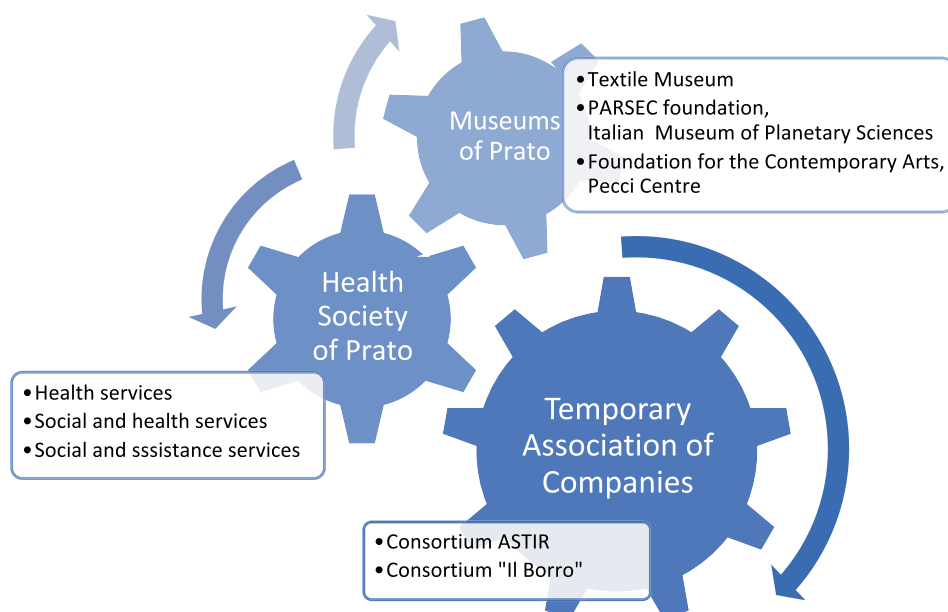 Museums
of Prato
•Textile Museum
•PARSEC foundation,
Italian Museum of Planetary Sciences
•Foundation for the Contemporary Arts,
Pecci Centre
Health
Society
of Prato
•Health services
•Social and health services
•Social and sssistance services
Temporary
Association of
Companies
•Consortium ASTIR
•Consortium "Il Borro"